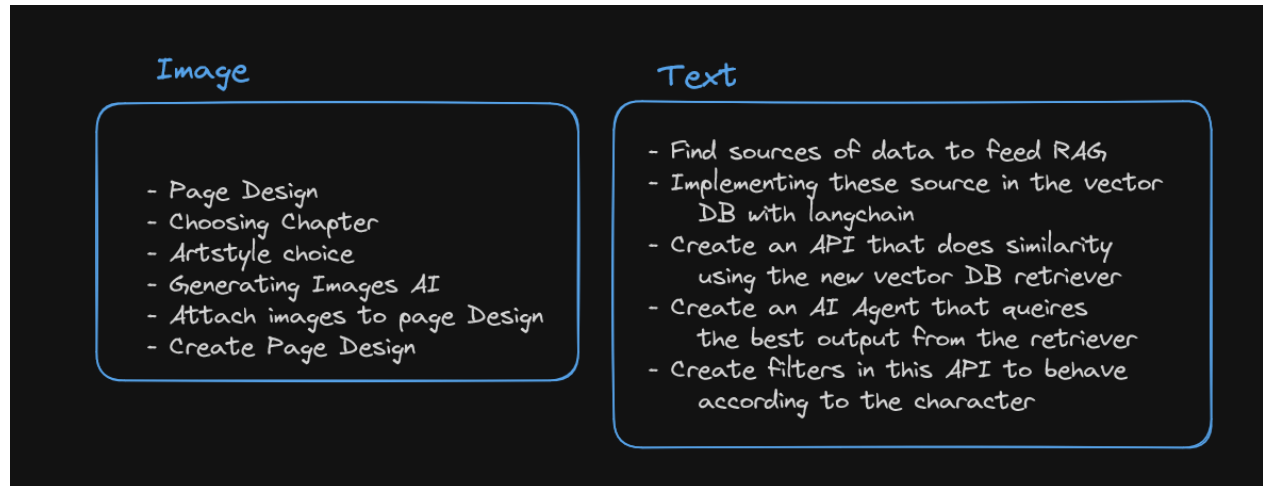 Image
- Page Design
- Choosing Chapter
- Artstyle choice
- Generating Images AI
- Attach images to page Design
- Create Page Design
Text
- Find sources of data to feed RAG
- Implementing these source in the vector
DB with langchain
- Create an API that does similarity
using the new vector DB retriever
- Create an AI Agent that queires
the best output from the retriever
- Create filters in this API to behave
according to the character